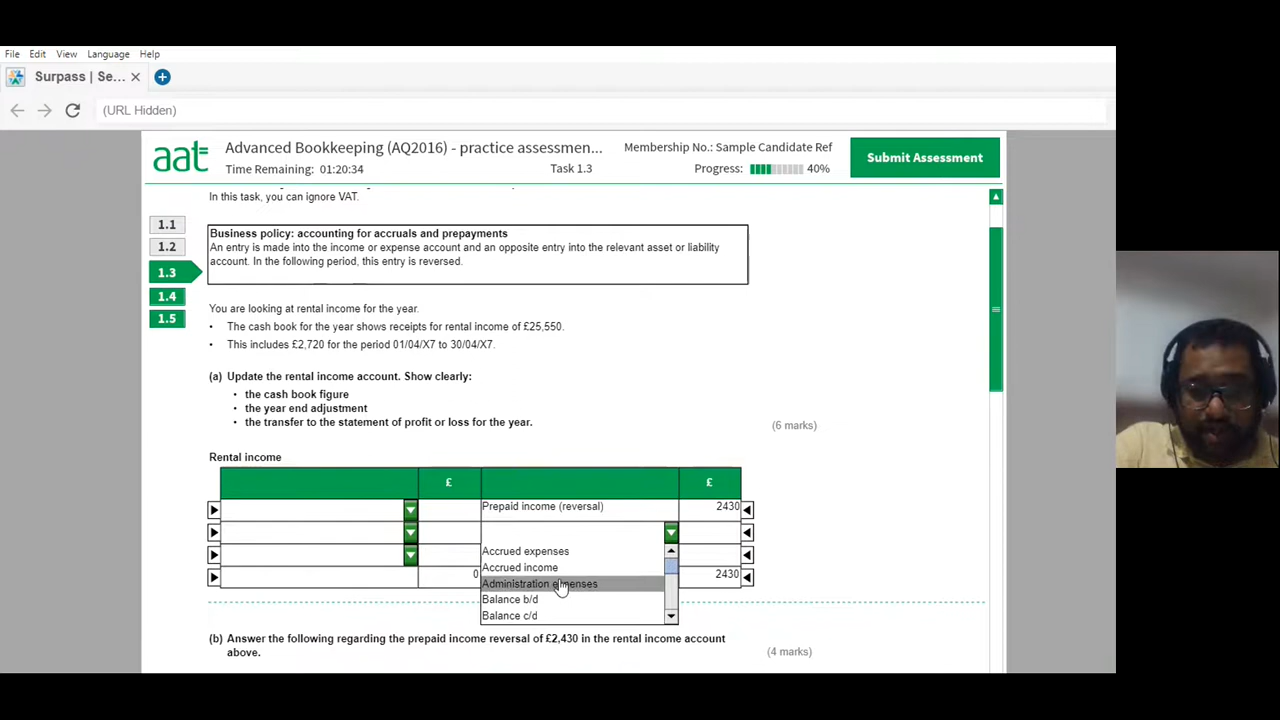 File Edit View Language Help
Surpass | Se...
(URL Hidden)
aat
Advanced Bookkeeping (AQ2016) - practice assessmen...
Membership No.: Sample Candidate Ref
Submit Assessment
Time Remaining: 01:20:34
Task 1.3
Progress: 40%
In this task, you can ignore VAT.
1.1
1.2
1.3
1.4
1.5
Business policy: accounting for accruals and prepayments
An entry is made into the income or expense account and an opposite entry into the relevant asset or liability
account. In the following period, this entry is reversed.
You are looking at rental income for the year.
• The cash book for the year shows receipts for rental income of £25,550.
• This includes £2,720 for the period 01/04/X7 to 30/04/X7.
(a) Update the rental income account. Show clearly:
• the cash book figure
• the year end adjustment
• the transfer to the statement of profit or loss for the year.
(6 marks)
Rental income
£ £
Prepaid income (reversal) 2430
Accrued expenses
Accrued income
0 2430
Administration expenses
Balance b/d
Balance c/d
(b) Answer the following regarding the prepaid income reversal of £2,430 in the rental income account
above.
(4 marks)